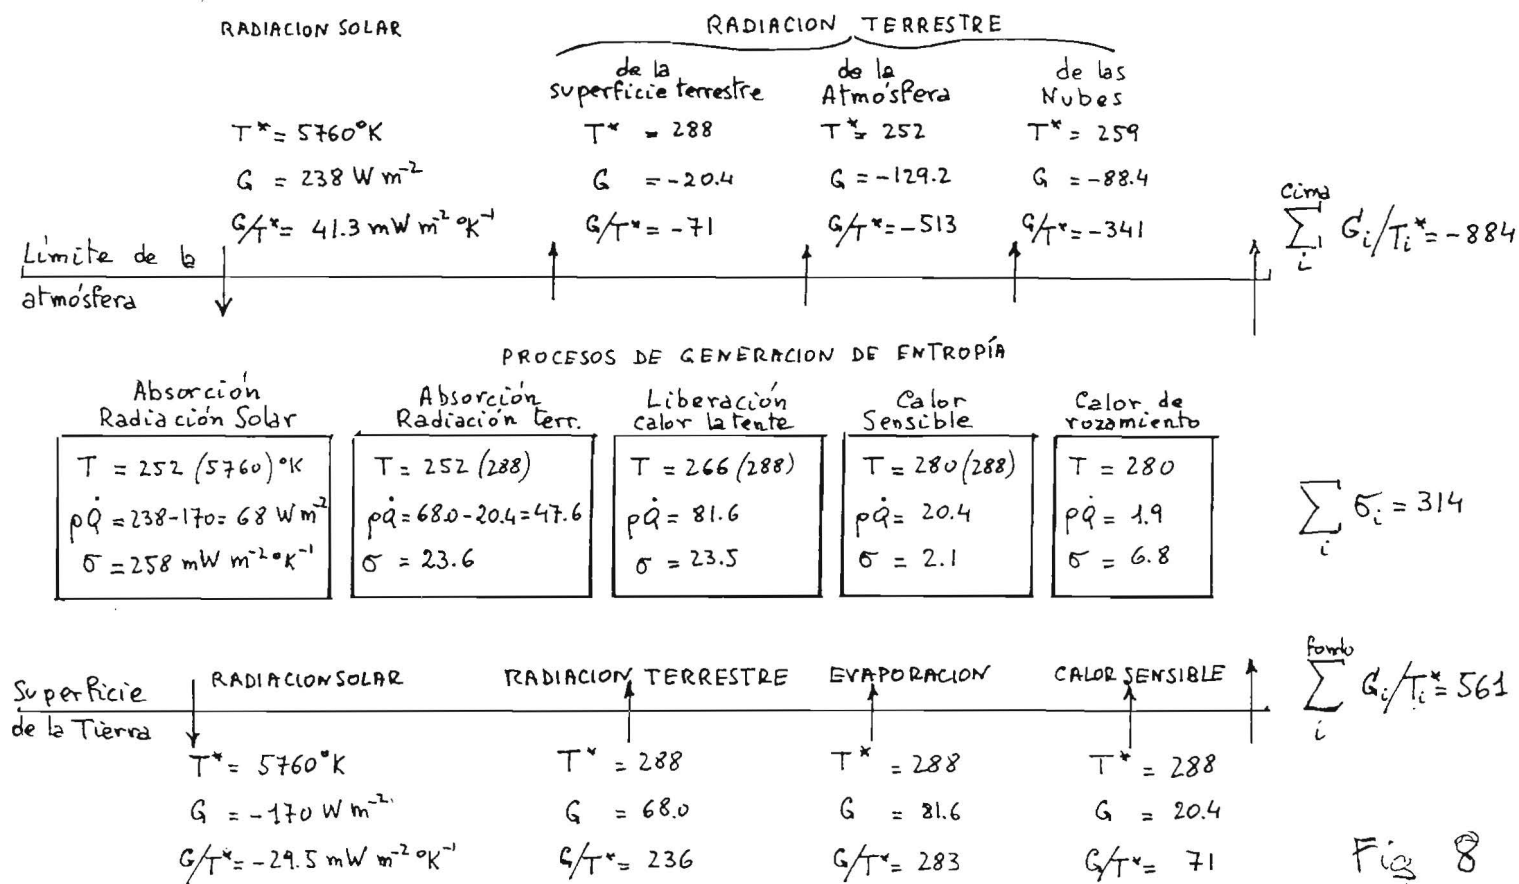 RADIACION SOLAR
RADIACION TERRESTRE
de la superficie terrestre
de la Atmósfera
de las Nubes
T* = 5760°K
T* = 288
T* = 252
T* = 259
G = 238 W m⁻²
G = -20.4
G = -129.2
G = -88.4
G/T* = 41.3 mW m⁻² °K⁻¹
G/T* = -71
G/T* = -513
G/T* = -341
Cima
∑ Gi/Ti* = -884
i
Límite de la
atmósfera
PROCESOS DE GENERACION DE ENTROPÍA
Absorción
Radiación Solar
T = 252 (5760)°K
ρQ̇ = 238-170 = 68 W m⁻²
σ = 258 mW m⁻² °K⁻¹
Absorción
Radiación terr.
T = 252 (288)
ρQ̇ = 68.0 - 20.4 = 47.6
σ = 23.6
Liberación
calor latente
T = 266 (288)
ρQ̇ = 81.6
σ = 23.5
Calor
Sensible
T = 280 (288)
ρQ̇ = 20.4
σ = 2.1
Calor de
rozamiento
T = 280
ρQ̇ = 1.9
σ = 6.8
∑ σi = 314
i
Superficie
de la Tierra
RADIACION SOLAR
RADIACION TERRESTRE
EVAPORACION
CALOR SENSIBLE
fondo
∑ Gi/Ti* = 561
i
T* = 5760°K
T* = 288
T* = 288
T* = 288
G = -170 W m⁻²
G = 68.0
G = 81.6
G = 20.4
G/T* = -29.5 mW m⁻² °K⁻¹
G/T* = 236
G/T* = 283
G/T* = 71
Fig 8